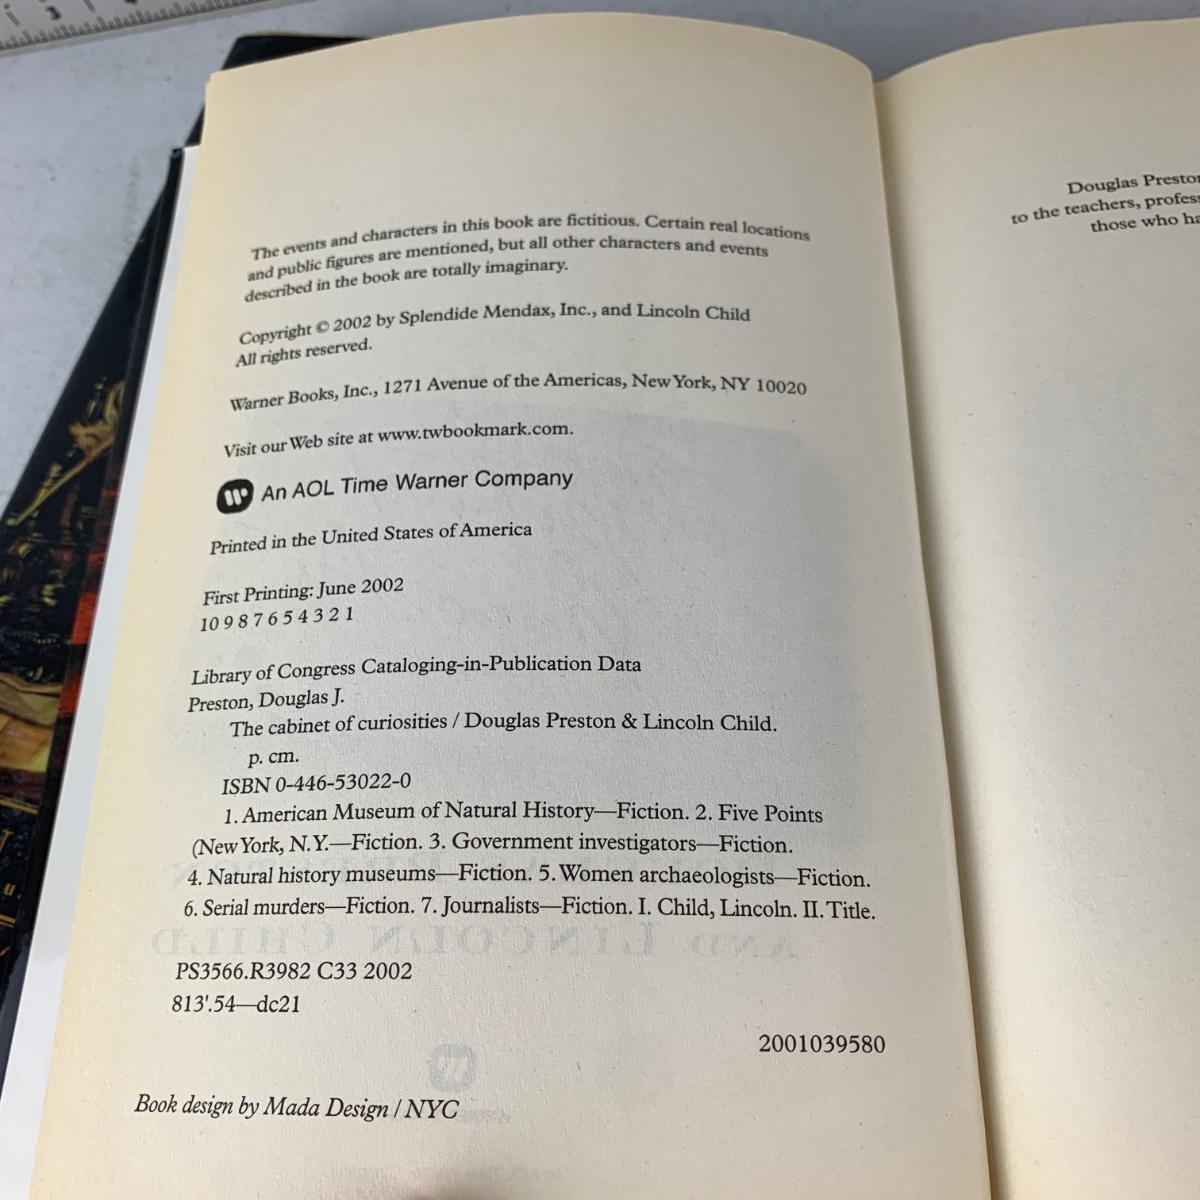 The events and characters in this book are fictitious. Certain real locations
and public figures are mentioned, but all other characters and events
described in the book are totally imaginary.
Copyright © 2002 by Splendide Mendax, Inc., and Lincoln Child
All rights reserved.
Warner Books, Inc., 1271 Avenue of the Americas, New York, NY 10020
Visit our Web site at www.twbookmark.com.
An AOL Time Warner Company
Printed in the United States of America
First Printing: June 2002
10 9 8 7 6 5 4 3 2 1
Library of Congress Cataloging-in-Publication Data
Preston, Douglas J.
The cabinet of curiosities / Douglas Preston & Lincoln Child.
p. cm.
ISBN 0-446-53022-0
1. American Museum of Natural History—Fiction. 2. Five Points
(New York, N.Y.—Fiction. 3. Government investigators—Fiction.
4. Natural history museums—Fiction. 5. Women archaeologists—Fiction.
6. Serial murders—Fiction. 7. Journalists—Fiction. I. Child, Lincoln. II. Title.
PS3566.R3982 C33 2002
813'.54—dc21
2001039580
Book design by Mada Design / NYC
Douglas Preston
to the teachers, profess
those who ha